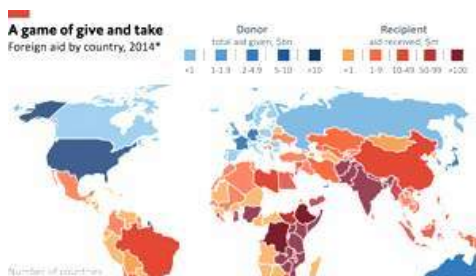 A game of give and take
Foreign aid by country, 2014*
Donor
total aid given, $bn
<1 1-1.9 2-4.9 5-10 >10
Recipient
aid received, $m
<1 1-9 10-49 50-99 >100
Number of countries